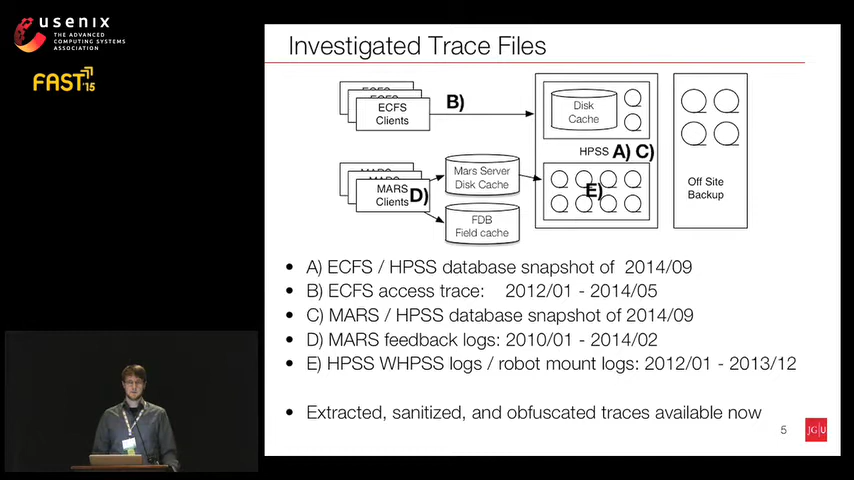 usenix
THE ADVANCED
COMPUTING SYSTEMS
ASSOCIATION
FAST '15
Investigated Trace Files
ECFS
ECFS
Clients
B)
Disk
Cache
HPSS A) C)
MARS
MARS
Clients
D)
Mars Server
Disk Cache
E)
FDB
Field cache
Off Site
Backup
• A) ECFS / HPSS database snapshot of 2014/09
• B) ECFS access trace: 2012/01 - 2014/05
• C) MARS / HPSS database snapshot of 2014/09
• D) MARS feedback logs: 2010/01 - 2014/02
• E) HPSS WHPSS logs / robot mount logs: 2012/01 - 2013/12
• Extracted, sanitized, and obfuscated traces available now
5
JG|U